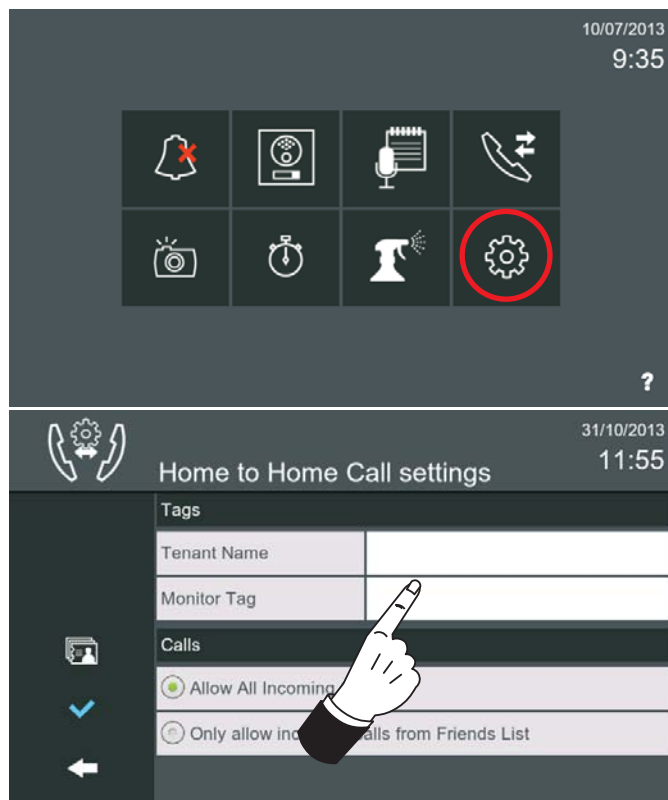 10/07/2013
9:35
?
31/10/2013
11:55
Home to Home Call settings
Tags
Tenant Name
Monitor Tag
Calls
Allow All Incoming
Only allow inc alls from Friends List